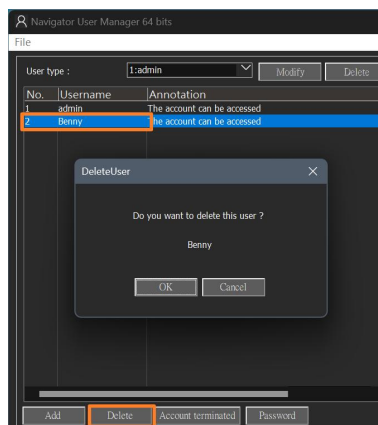 Navigator User Manager 64 bits
File
User type : 1:admin Modify Delete
No. Username Annotation
1 admin The account can be accessed
2 Benny The account can be accessed
DeleteUser
Do you want to delete this user ?
Benny
OK Cancel
Add Delete Account terminated Password